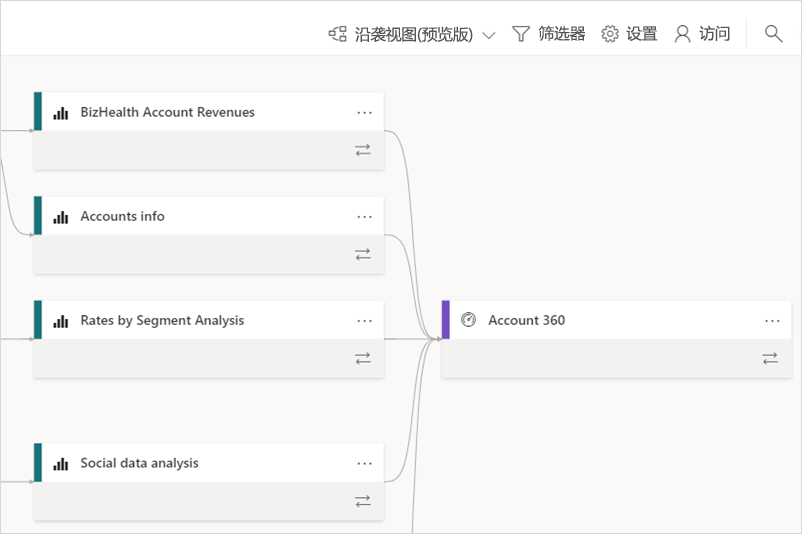 沿袭视图(预览版) 筛选器 设置 访问
BizHealth Account Revenues
Accounts info
Rates by Segment Analysis
Account 360
Social data analysis